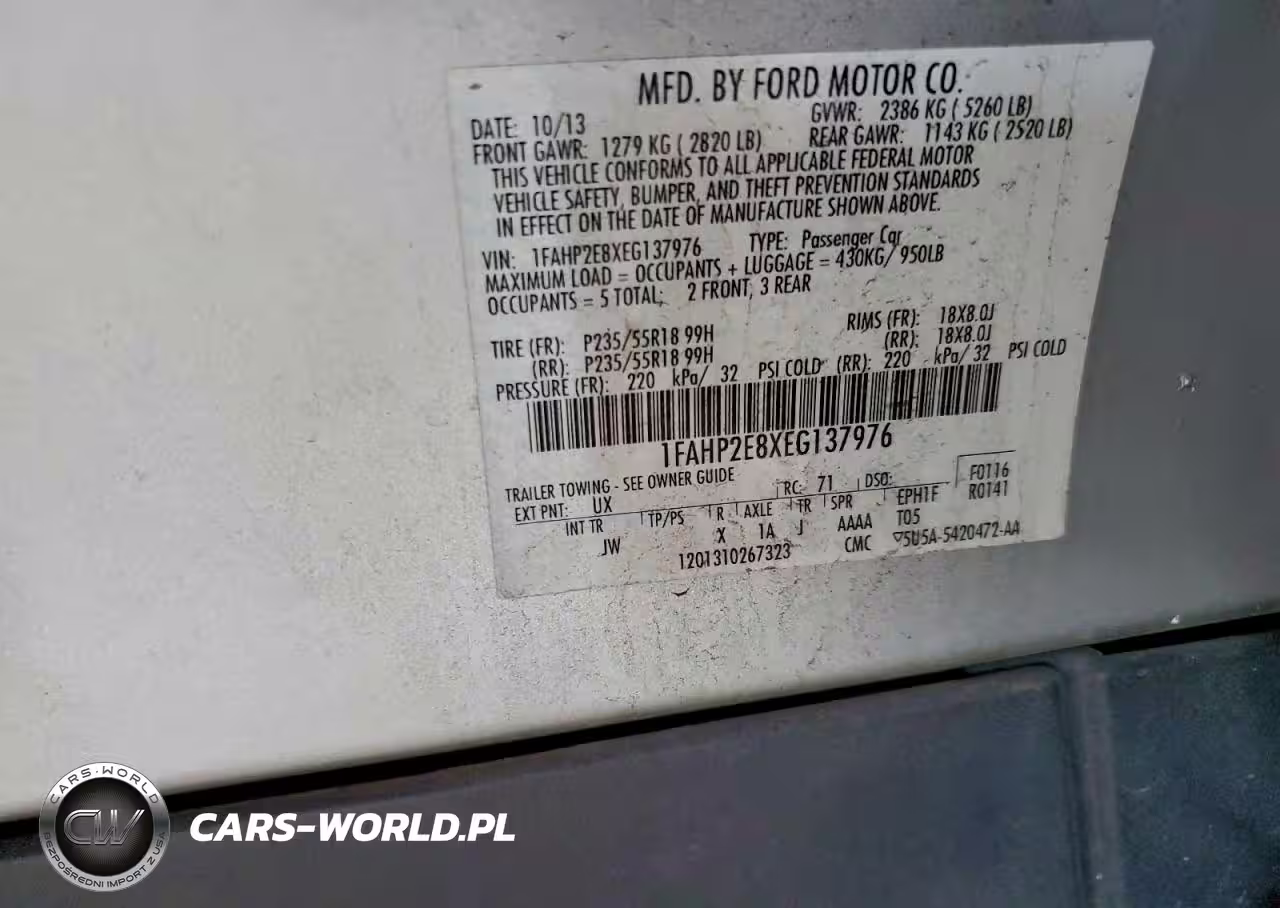 MFD. BY FORD MOTOR CO.
DATE: 10/13
GVWR: 2386 KG ( 5260 LB)
FRONT GAWR: 1279 KG ( 2820 LB)
REAR GAWR: 1143 KG ( 2520 LB)
THIS VEHICLE CONFORMS TO ALL APPLICABLE FEDERAL MOTOR
VEHICLE SAFETY, BUMPER, AND THEFT PREVENTION STANDARDS
IN EFFECT ON THE DATE OF MANUFACTURE SHOWN ABOVE.
VIN: 1FAHP2E8XEG137976 TYPE: Passenger Car
MAXIMUM LOAD = OCCUPANTS + LUGGAGE = 430KG/ 950LB
OCCUPANTS = 5 TOTAL; 2 FRONT, 3 REAR
TIRE (FR): P235/55R18 99H RIMS (FR): 18X8.0J
(RR): P235/55R18 99H (RR): 18X8.0J
PRESSURE (FR): 220 kPa/ 32 PSI COLD (RR): 220 kPa/ 32 PSI COLD
1FAHP2E8XEG137976
TRAILER TOWING - SEE OWNER GUIDE
F0116
EXT PNT: UX RC: 71 DSO: R0141
INT TR TP/PS R AXLE TR SPR EPH1F
JW X 1A J AAAA T05
1201310267323 CMC ▽5U5A-5420472-AA
CARS-WORLD
CW
BEZPOŚREDNI IMPORT Z USA
CARS-WORLD.PL